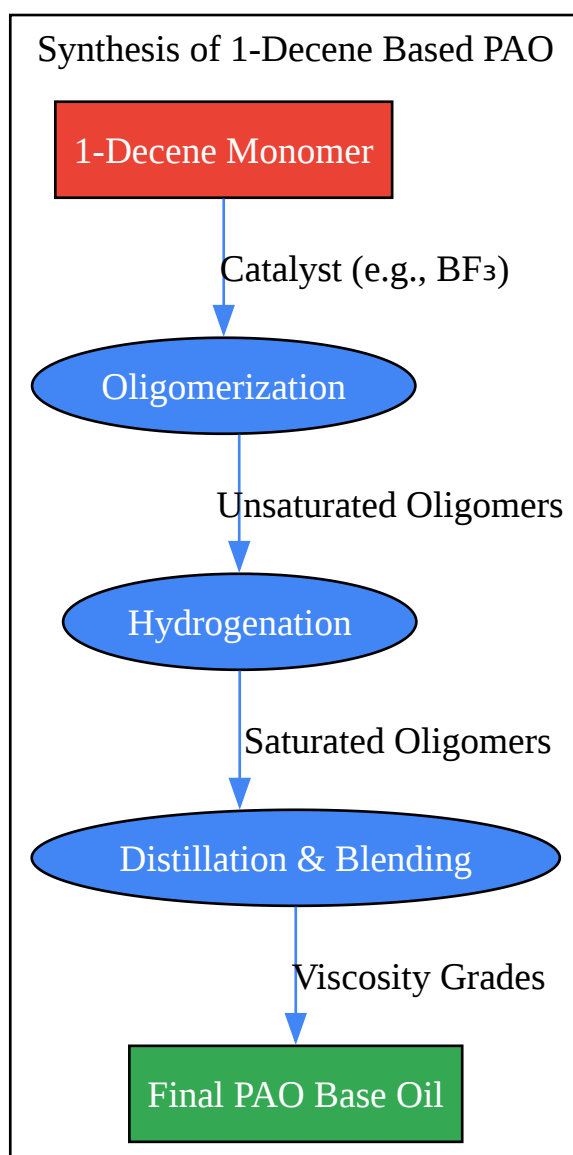 Synthesis of 1-Decene Based PAO
1-Decene Monomer
Catalyst (e.g., BF₃)
Oligomerization
Unsaturated Oligomers
Hydrogenation
Saturated Oligomers
Distillation & Blending
Viscosity Grades
Final PAO Base Oil